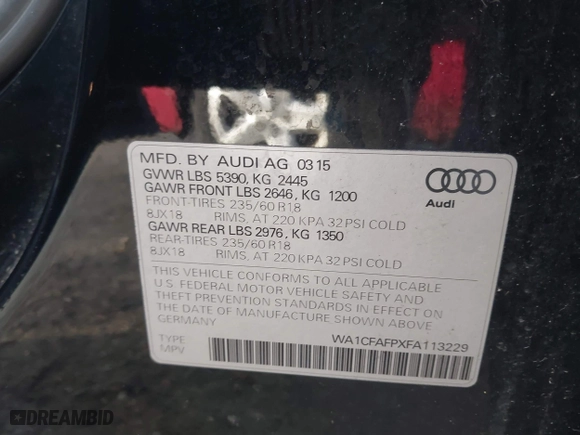 MFD. BY AUDI AG 03 15
GVWR LBS 5390, KG 2445
GAWR FRONT LBS 2646, KG 1200
FRONT-TIRES 235/60 R18
8JX18 RIMS, AT 220 KPA 32 PSI COLD
GAWR REAR LBS 2976, KG 1350
REAR-TIRES 235/60 R18
8JX18 RIMS, AT 220 KPA 32 PSI COLD
THIS VEHICLE CONFORMS TO ALL APPLICABLE
U.S. FEDERAL MOTOR VEHICLE SAFETY AND
THEFT PREVENTION STANDARDS IN EFFECT ON
THE DATE OF MANUFACTURE SHOWN ABOVE.
GERMANY
WA1CFAFPXFA113229
TYPE
MPV
Audi
DREAMBID